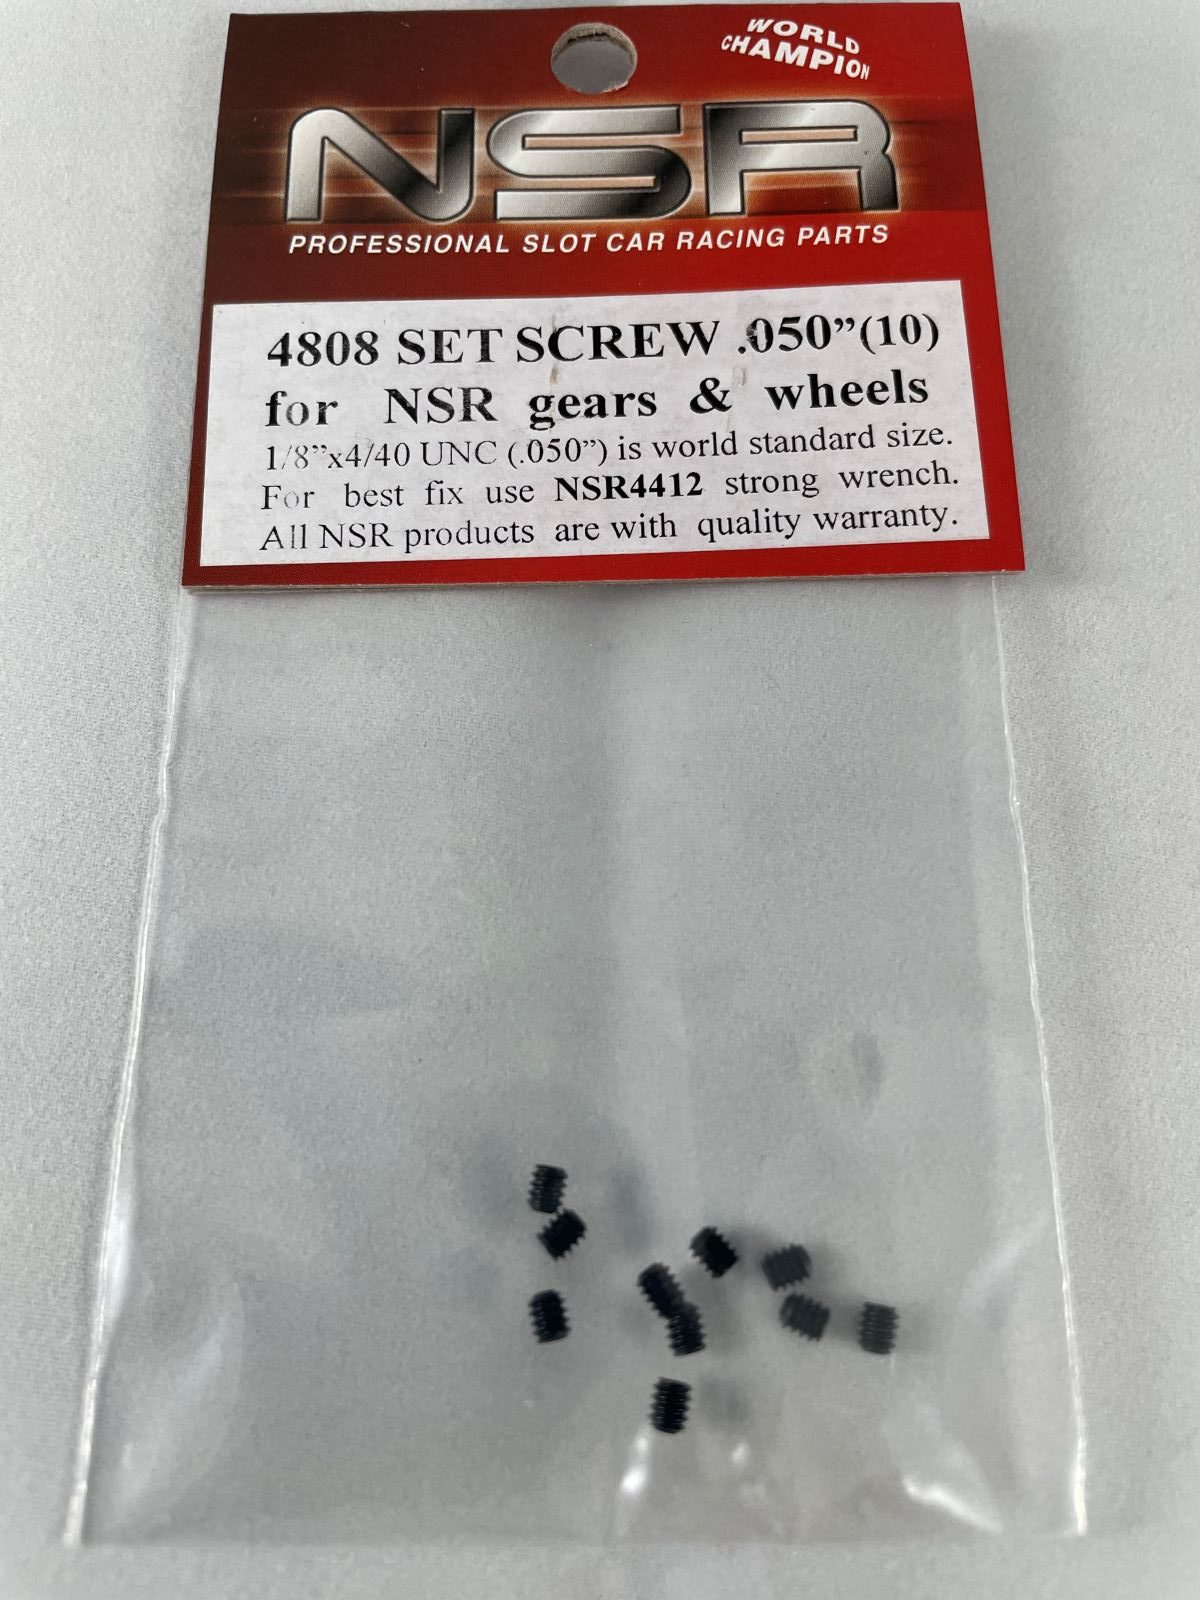 WORLD
CHAMPION
NSR
PROFESSIONAL SLOT CAR RACING PARTS
4808 SET SCREW .050”(10)
for NSR gears & wheels
1/8”x4/40 UNC (.050”) is world standard size.
For best fix use NSR4412 strong wrench.
All NSR products are with quality warranty.